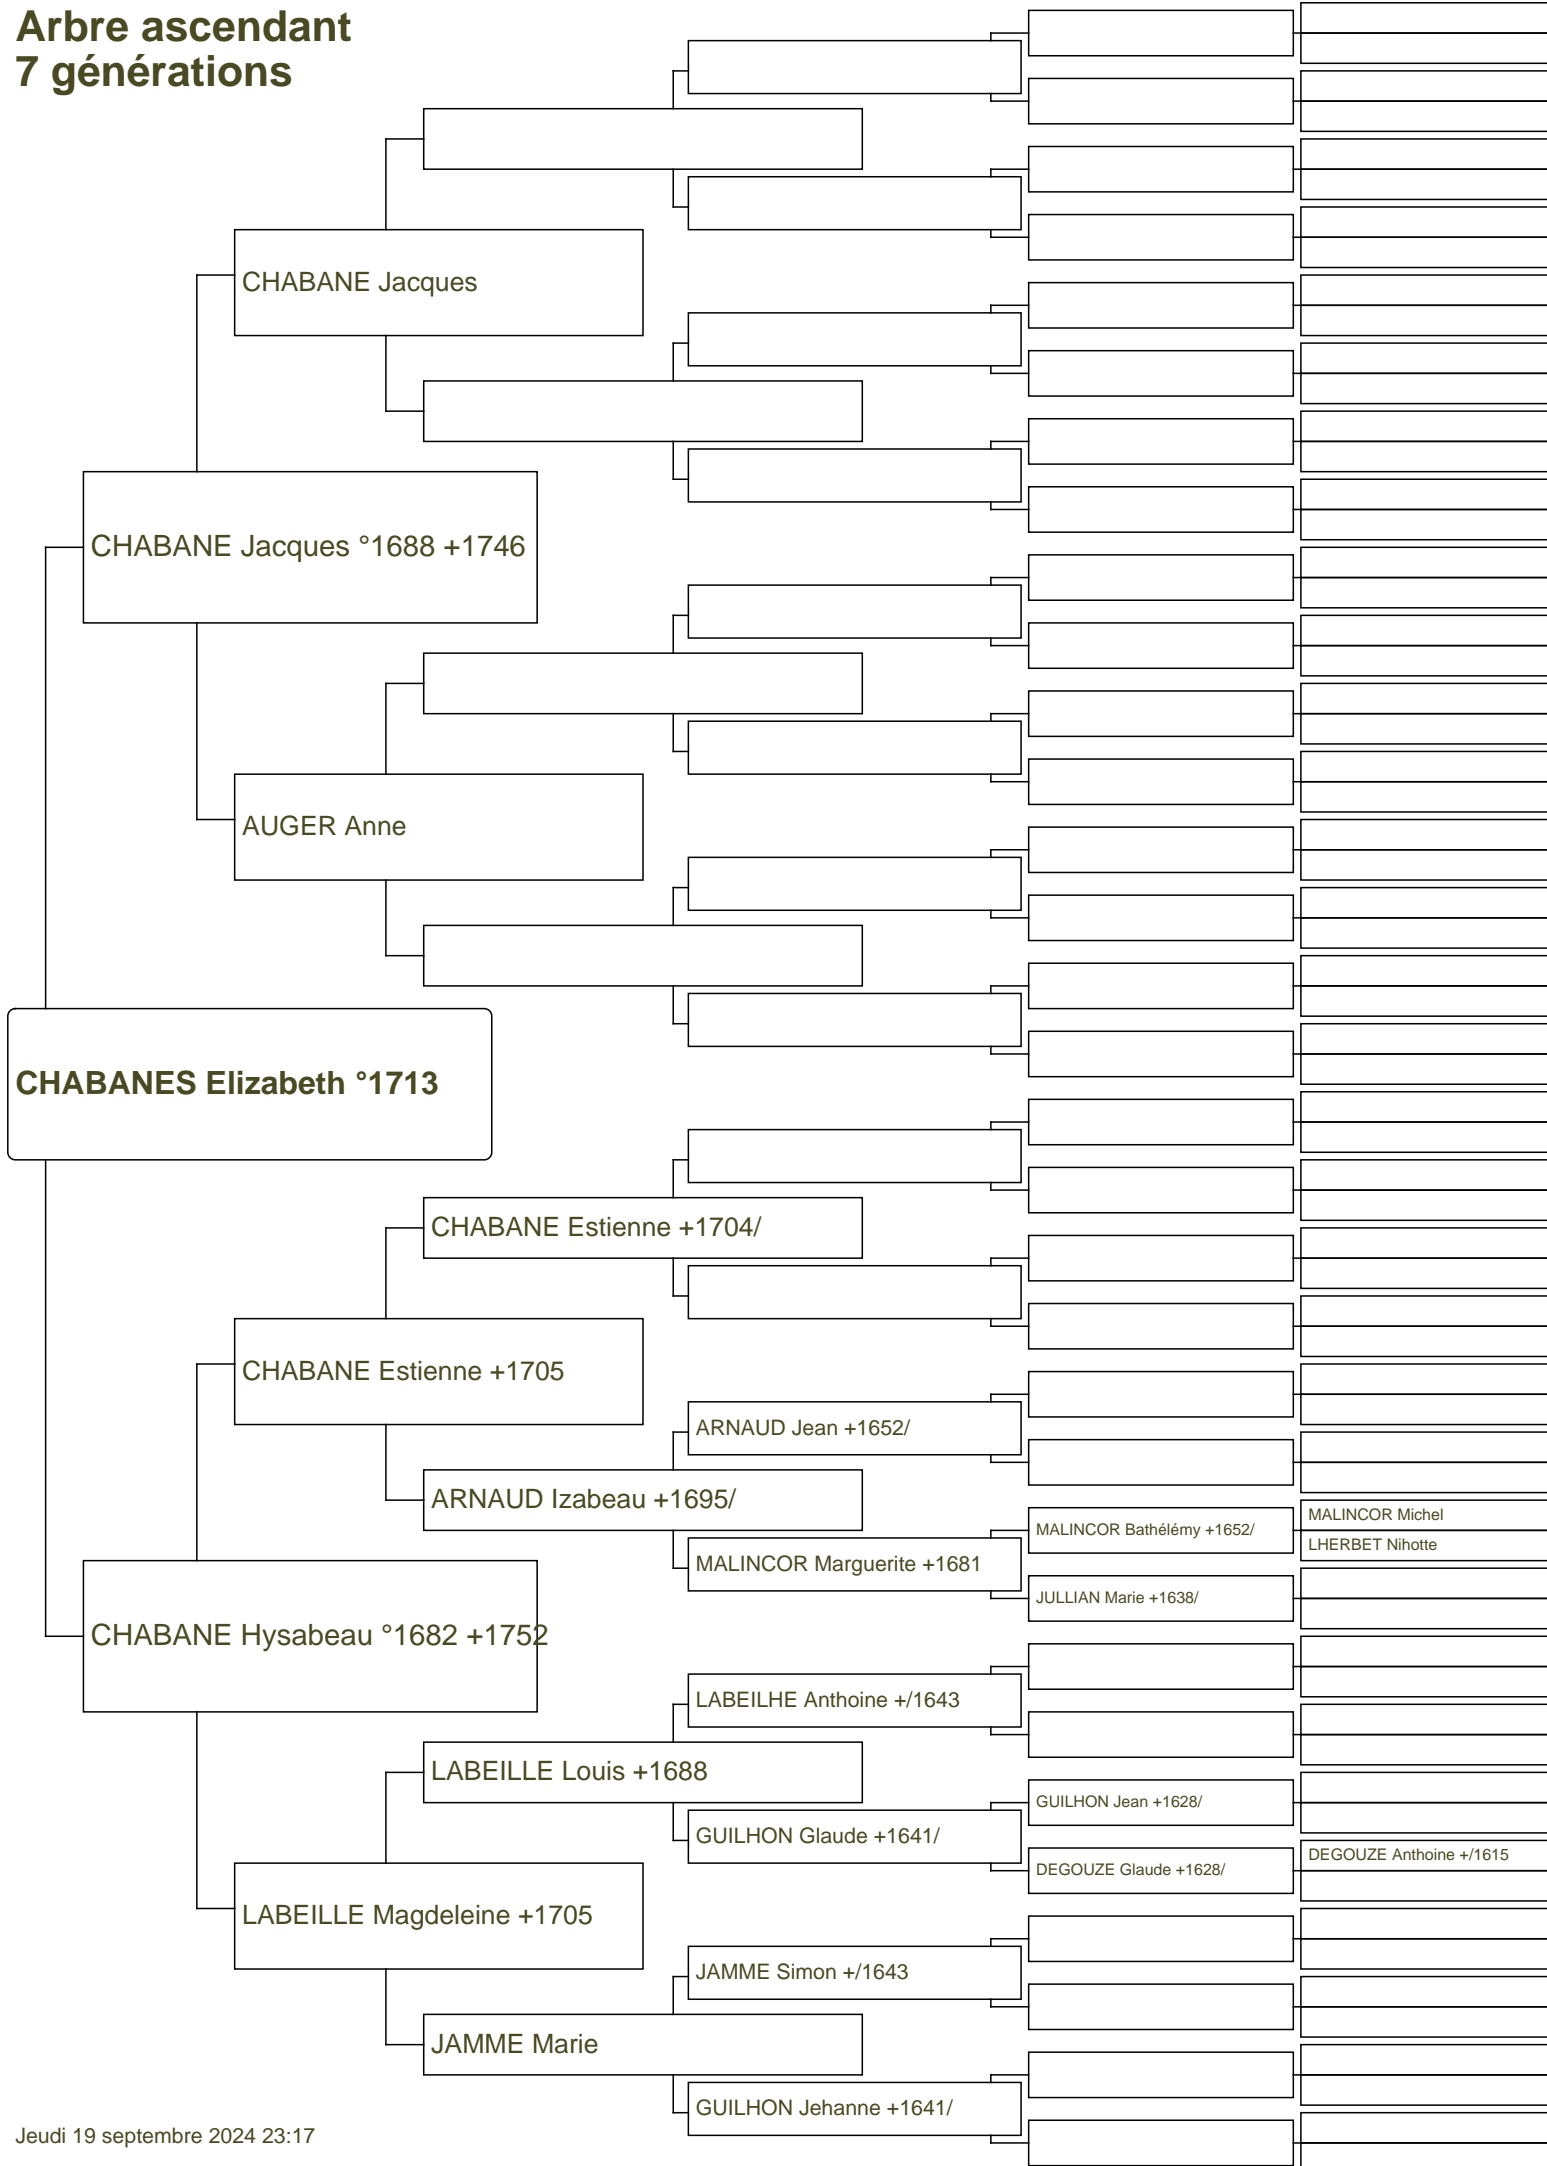 Arbre ascendant
7 générations
CHABANE Jacques
CHABANE Jacques °1688 +1746
AUGER Anne
CHABANES Elizabeth °1713
CHABANE Estienne +1704/
CHABANE Estienne +1705
ARNAUD Jean +1652/
ARNAUD Izabeau +1695/
MALINCOR Michel
MALINCOR Bathélémy +1652/
LHERBET Nihotte
MALINCOR Marguerite +1681
JULLIAN Marie +1638/
CHABANE Hysabeau °1682 +1752
LABEILHE Anthoine +/1643
LABEILLE Louis +1688
GUILHON Jean +1628/
GUILHON Glaude +1641/
DEGOUZE Anthoine +/1615
DEGOUZE Glaude +1628/
LABEILLE Magdeleine +1705
JAMME Simon +/1643
JAMME Marie
GUILHON Jehanne +1641/
Jeudi 19 septembre 2024 23:17